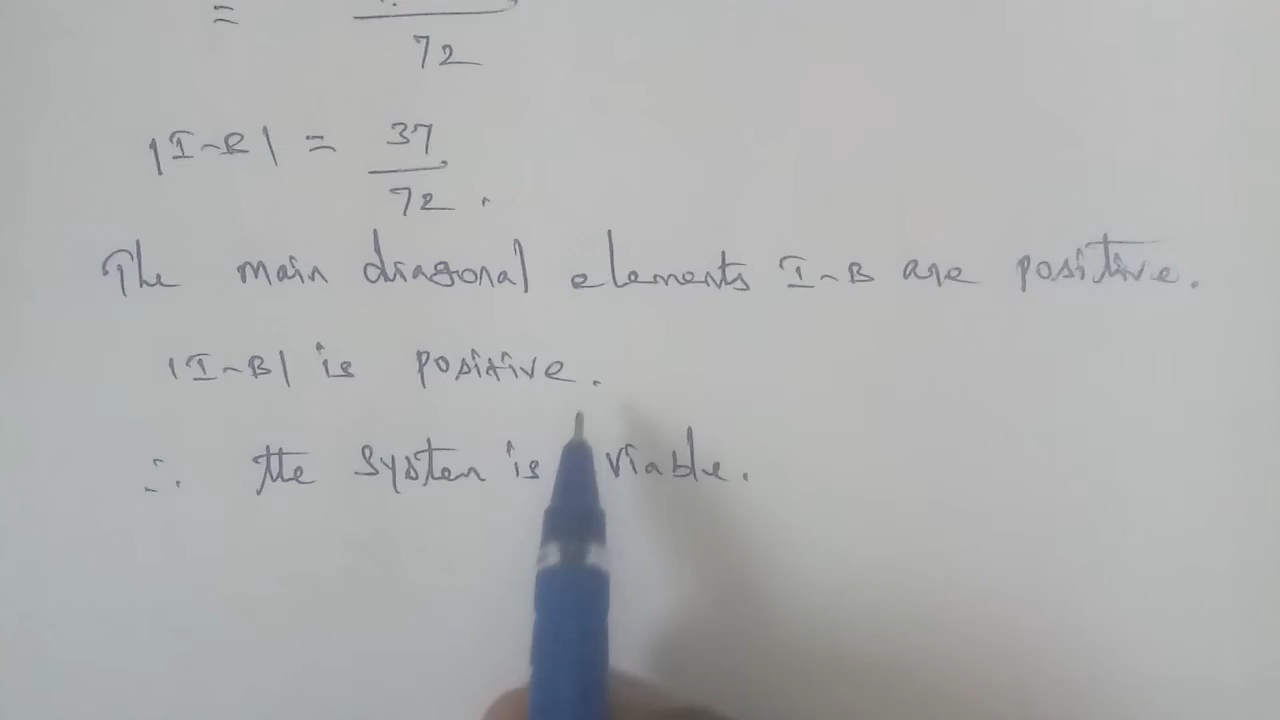 =
72
|I-B| = 37
72.
The main diagonal elements I-B are positive.
|I-B| is positive.
∴ the system is viable.